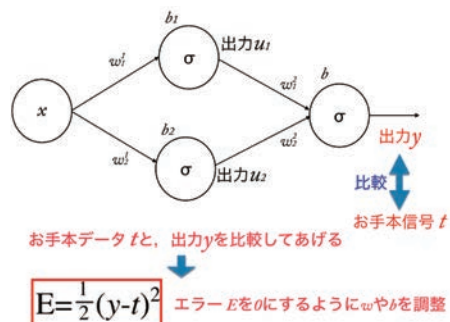 b1
出力u1
w¹₁
σ
w²₁
b
x
σ
b2
w¹₂
w²₂
σ
出力u2
出力y
比較
お手本信号 t
お手本データ tと，出力yを比較してあげる
E=1/2(y-t)²
エラー Eを0にするようにwやbを調整